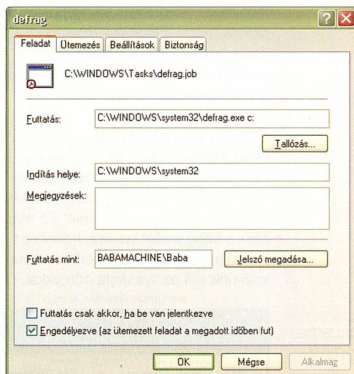 defrag
Feladat Ütemezés Beállítások Biztonság
C:\WINDOWS\Tasks\defrag.job
Futtatás: C:\WINDOWS\system32\defrag.exe c:
Tallózás...
Indítás helye: C:\WINDOWS\system32
Megjegyzések:
Futtatás mint: BABAMACHINE\Baba Jelszó megadása...
Futtatás csak akkor, ha be van jelentkezve
Engedélyezve (az ütemezett feladat a megadott időben fut)
OK Mégse Alkalmaz